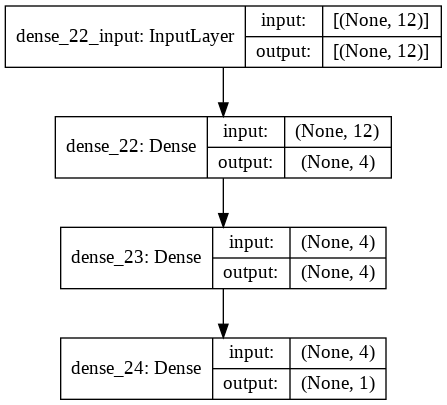 dense_22_input: InputLayer
input: [(None, 12)]
output: [(None, 12)]
dense_22: Dense
input: (None, 12)
output: (None, 4)
dense_23: Dense
input: (None, 4)
output: (None, 4)
dense_24: Dense
input: (None, 4)
output: (None, 1)